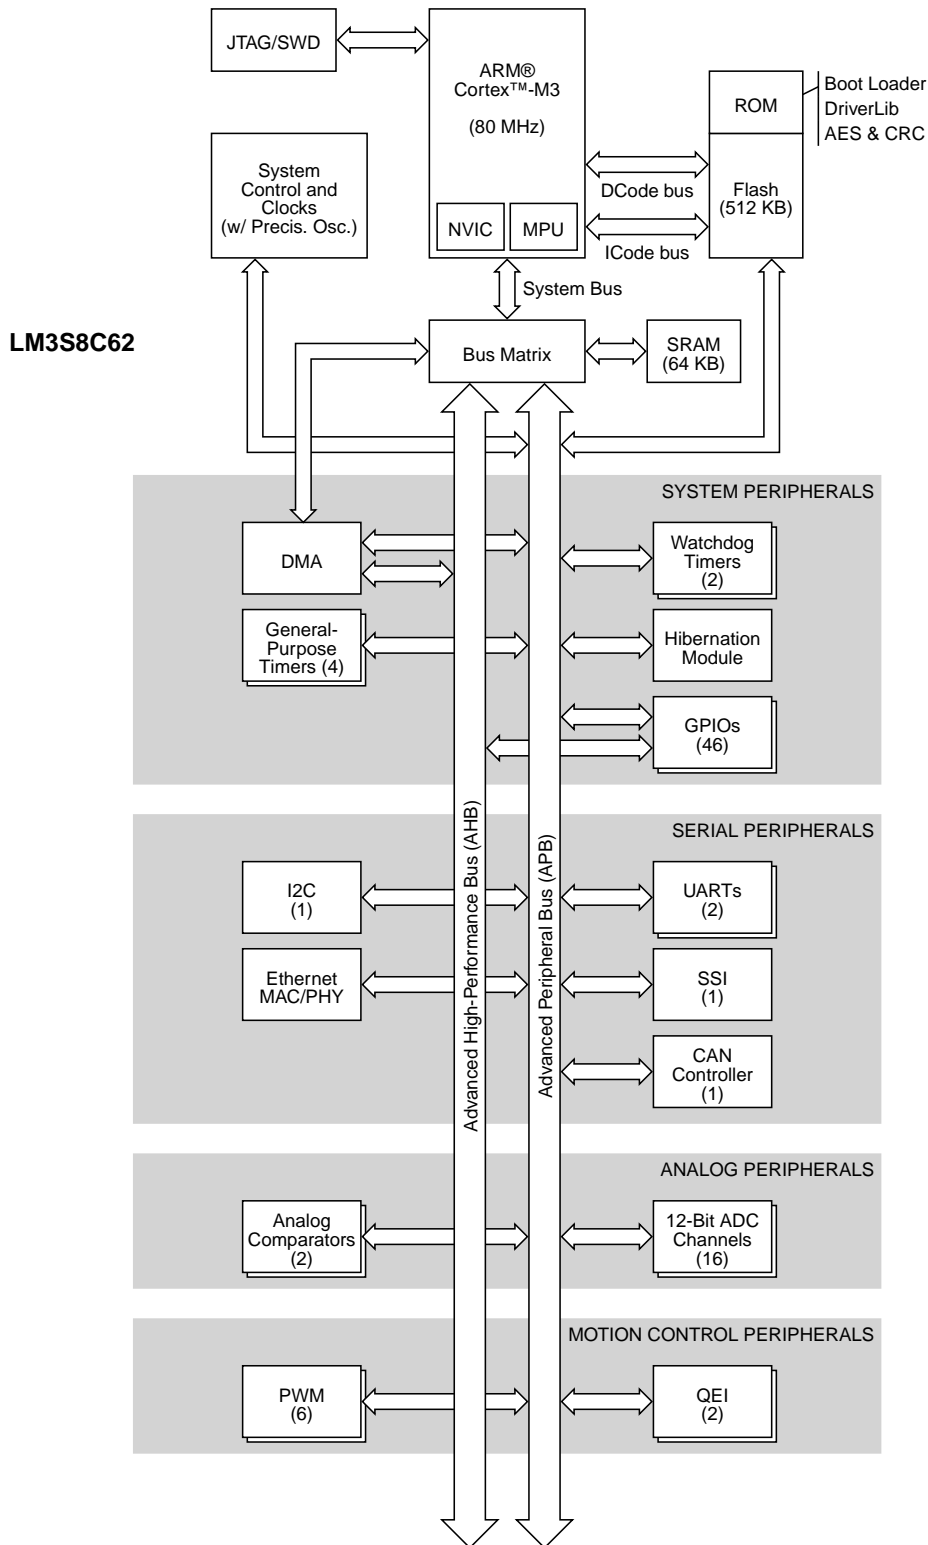 JTAG/SWD
ARM®
Cortex™-M3
(80 MHz)
NVIC
MPU
ROM
Boot Loader
DriverLib
AES & CRC
Flash
(512 KB)
DCode bus
ICode bus
System
Control and
Clocks
(w/ Precis. Osc.)
System Bus
LM3S8C62
Bus Matrix
SRAM
(64 KB)
SYSTEM PERIPHERALS
DMA
Watchdog
Timers
(2)
General-
Purpose
Timers (4)
Hibernation
Module
GPIOs
(46)
Advanced High-Performance Bus (AHB)
Advanced Peripheral Bus (APB)
SERIAL PERIPHERALS
I2C
(1)
UARTs
(2)
Ethernet
MAC/PHY
SSI
(1)
CAN
Controller
(1)
ANALOG PERIPHERALS
Analog
Comparators
(2)
12-Bit ADC
Channels
(16)
MOTION CONTROL PERIPHERALS
PWM
(6)
QEI
(2)